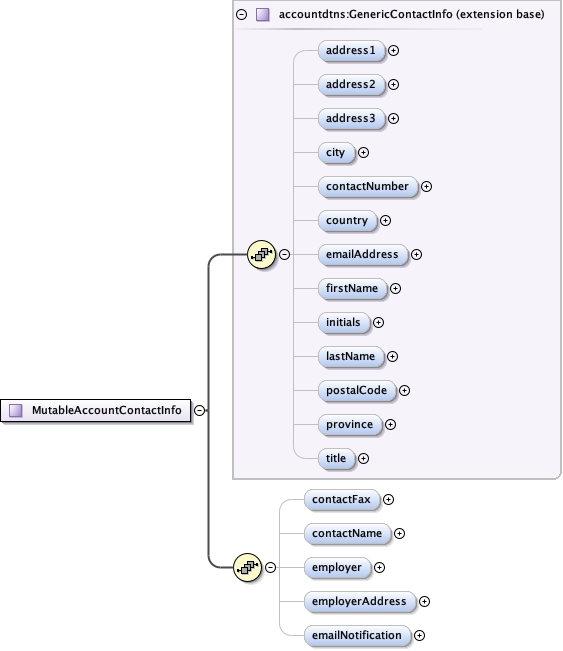 accountdtns:GenericContactInfo (extension base)
address1
address2
address3
city
contactNumber
country
emailAddress
firstName
initials
lastName
postalCode
province
title
MutableAccountContactInfo
contactFax
contactName
employer
employerAddress
emailNotification